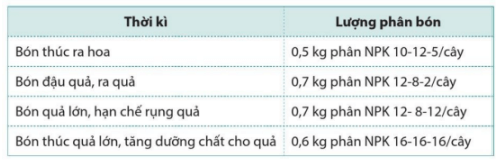 Thời kì Lượng phân bón
Bón thúc ra hoa 0,5 kg phân NPK 10-12-5/cây
Bón đậu quả, ra quả 0,7 kg phân NPK 12-8-2/cây
Bón quả lớn, hạn chế rụng quả 0,7 kg phân NPK 12- 8-12/cây
Bón thúc quả lớn, tăng dưỡng chất cho quả 0,6 kg phân NPK 16-16-16/cây